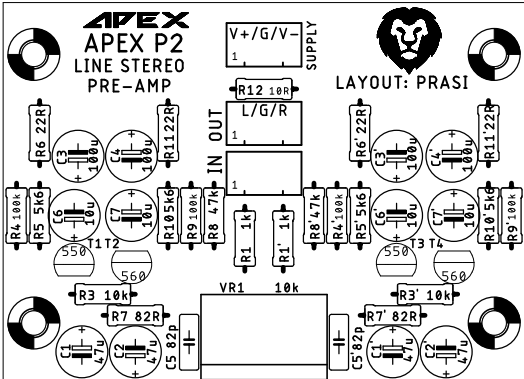 APEX
APEX P2
LINE STEREO
PRE-AMP
V+/G/V-
1
SUPPLY
LAYOUT: PRASI
R12 10R
L/G/R
1
OUT
IN
1
R6 22R
C3 100u
C4 100u
R11 22R
R6' 22R
C3' 100u
C4' 100u
R11' 22R
R4 100k
R5 5k6
C6 10u
C7 10u
R10 5k6
R9 100k
R8 47k
R1 1k
R1' 1k
R8' 47k
R4' 100k
R5' 5k6
C6' 10u
C7' 10u
R10' 5k6
R9' 100k
T1 T2
550
560
T3 T4
550
560
R3 10k
VR1 10k
R3' 10k
R7 82R
R7' 82R
C1 47u
C2 47u
C5 82p
C5' 82p
C1' 47u
C2' 47u